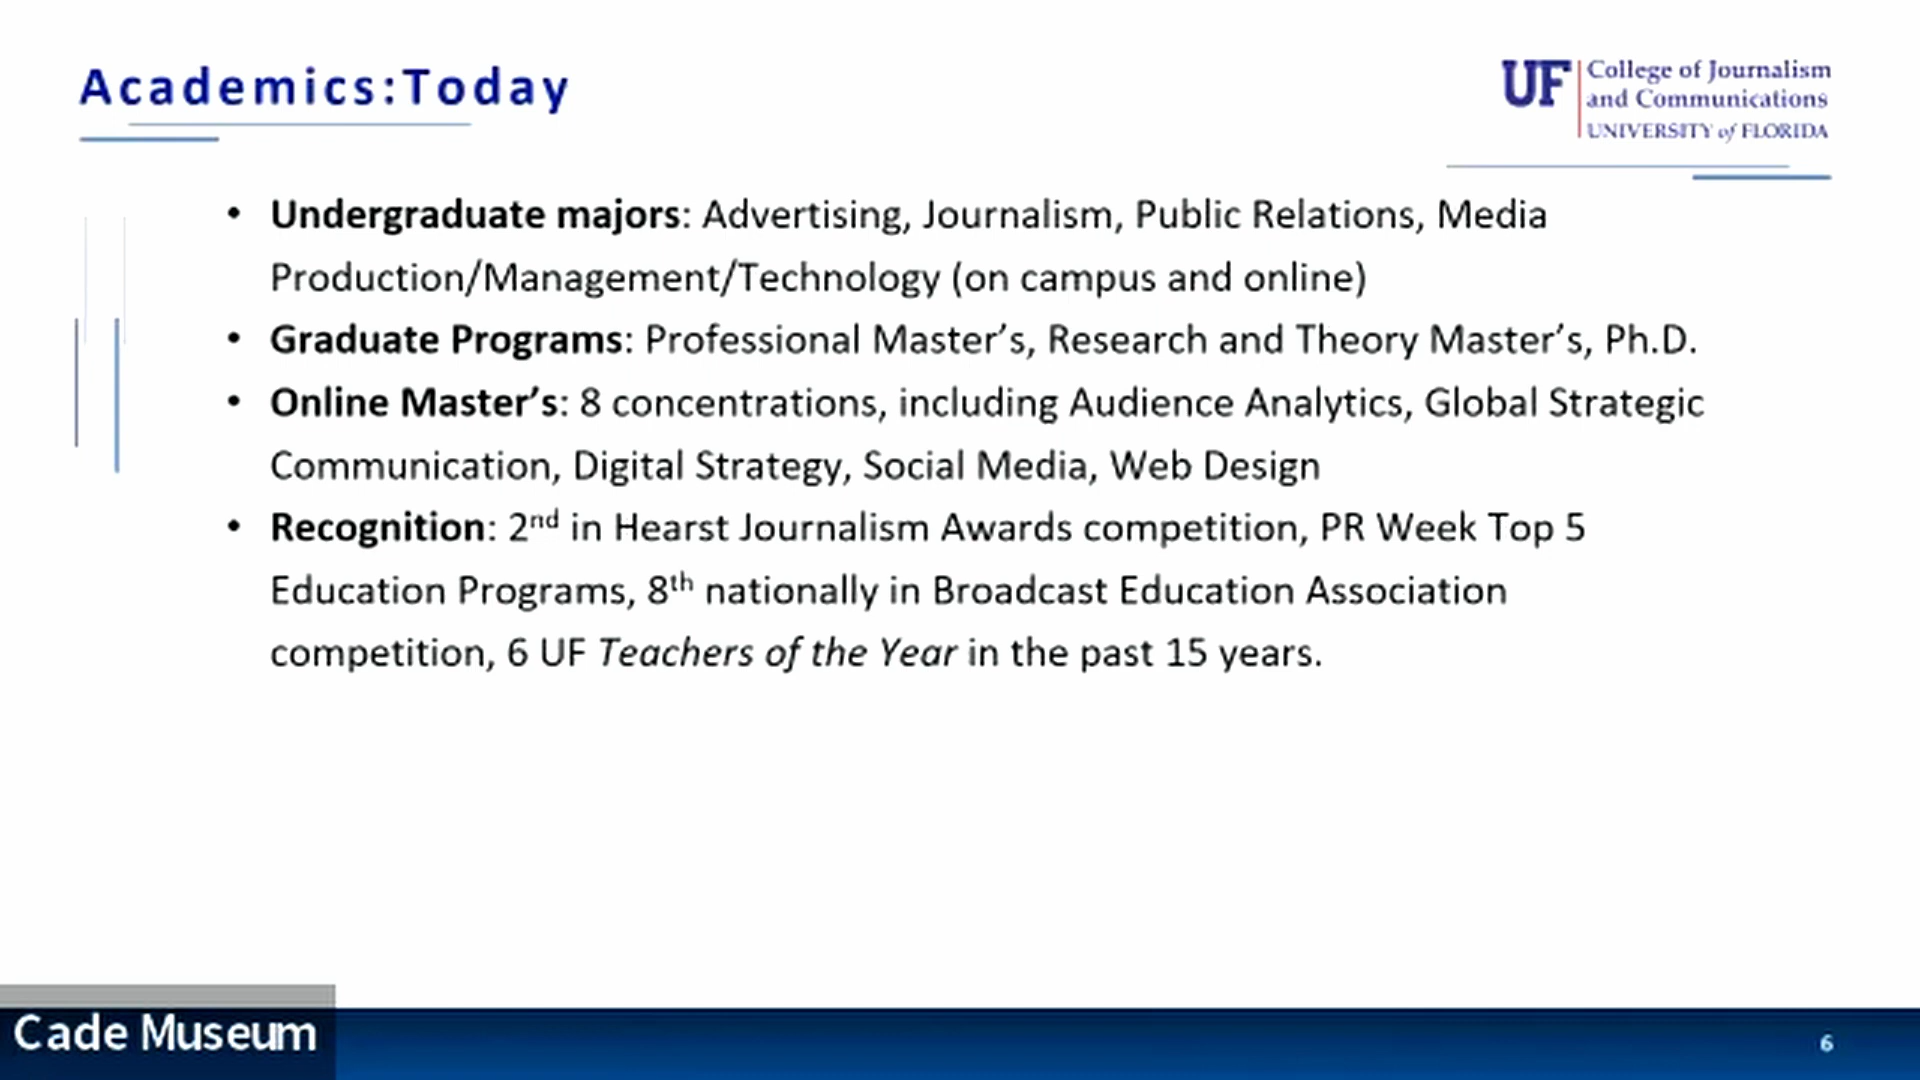 Academics:Today
UF
College of Journalism
and Communications
UNIVERSITY of FLORIDA
• Undergraduate majors: Advertising, Journalism, Public Relations, Media
Production/Management/Technology (on campus and online)
• Graduate Programs: Professional Master’s, Research and Theory Master’s, Ph.D.
• Online Master’s: 8 concentrations, including Audience Analytics, Global Strategic
Communication, Digital Strategy, Social Media, Web Design
• Recognition: 2nd in Hearst Journalism Awards competition, PR Week Top 5
Education Programs, 8th nationally in Broadcast Education Association
competition, 6 UF Teachers of the Year in the past 15 years.
Cade Museum
6